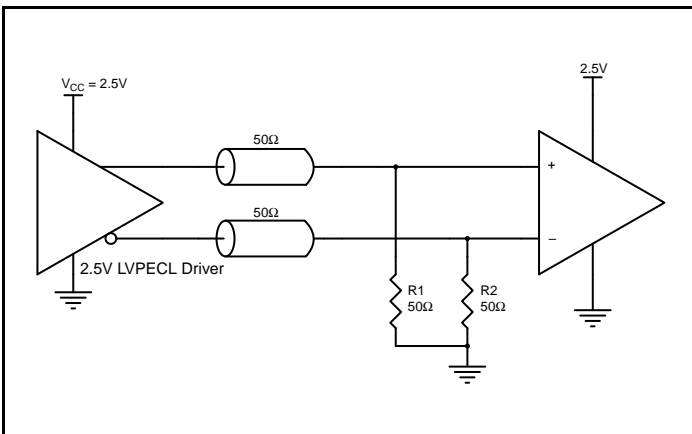 V_CC = 2.5V
2.5V
50Ω
+
50Ω
−
2.5V LVPECL Driver
R1
50Ω
R2
50Ω